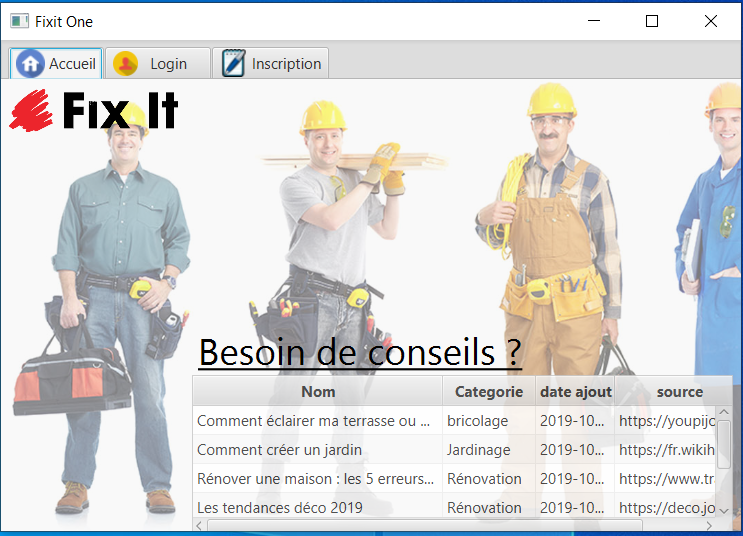 Fixit One
Accueil Login Inscription
Fix It
Besoin de conseils ?
Nom Categorie date ajout source
Comment éclairer ma terrasse ou ... bricolage 2019-10... https://youpijo
Comment créer un jardin Jardinage 2019-10... https://fr.wikih
Rénover une maison : les 5 erreurs... Rénovation 2019-10... https://www.tr
Les tendances déco 2019 Rénovation 2019-10... https://deco.jo